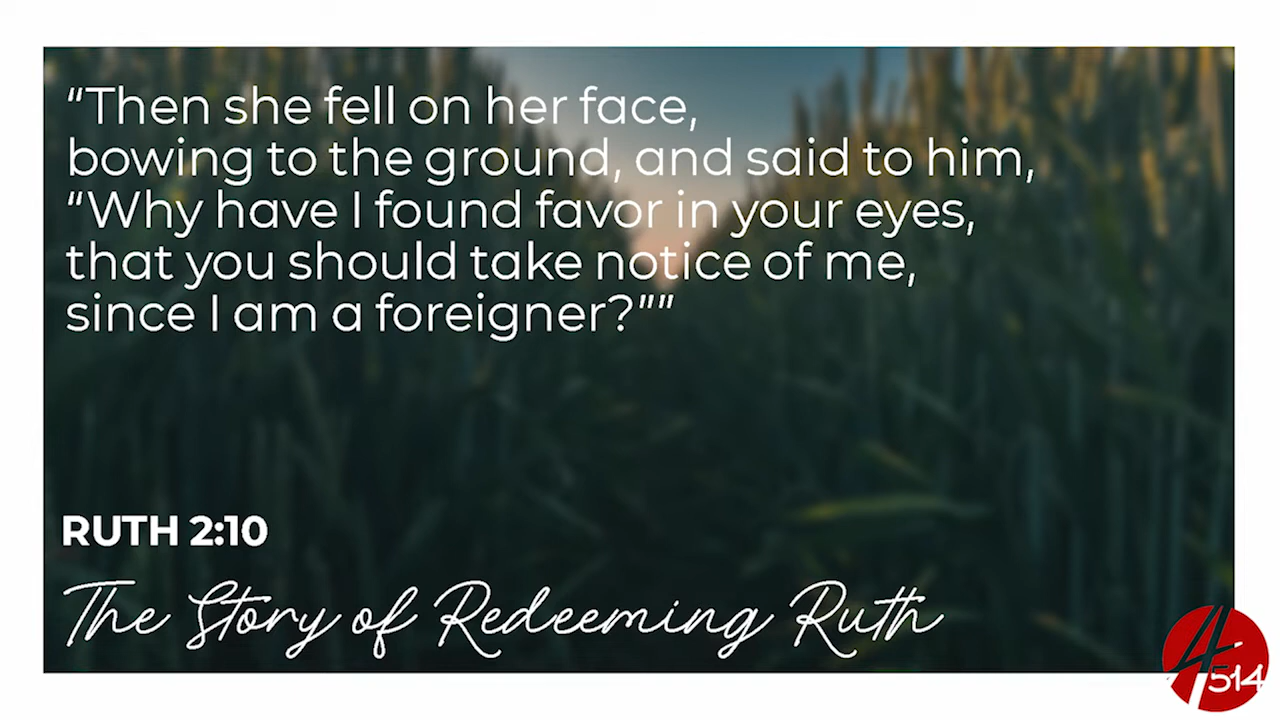 “Then she fell on her face,
bowing to the ground, and said to him,
“Why have I found favor in your eyes,
that you should take notice of me,
since I am a foreigner?””
RUTH 2:10
The Story of Redeeming Ruth
4
514